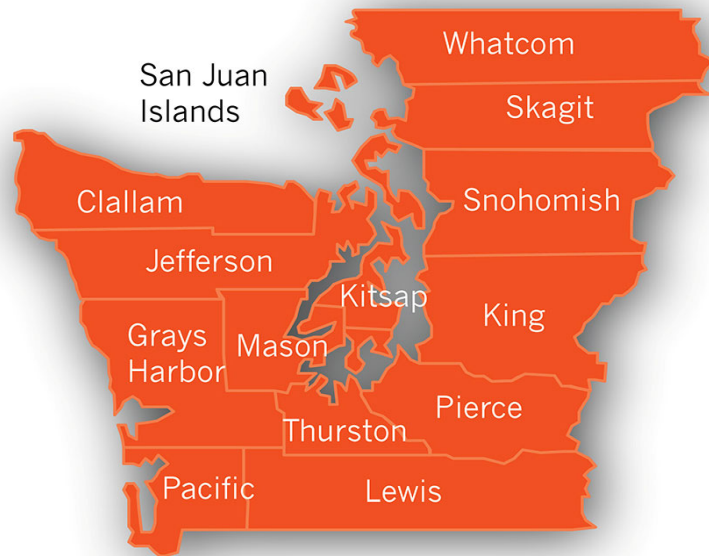 Whatcom
San Juan
Islands
Skagit
Clallam
Snohomish
Jefferson
Kitsap
King
Grays
Harbor
Mason
Pierce
Thurston
Pacific
Lewis